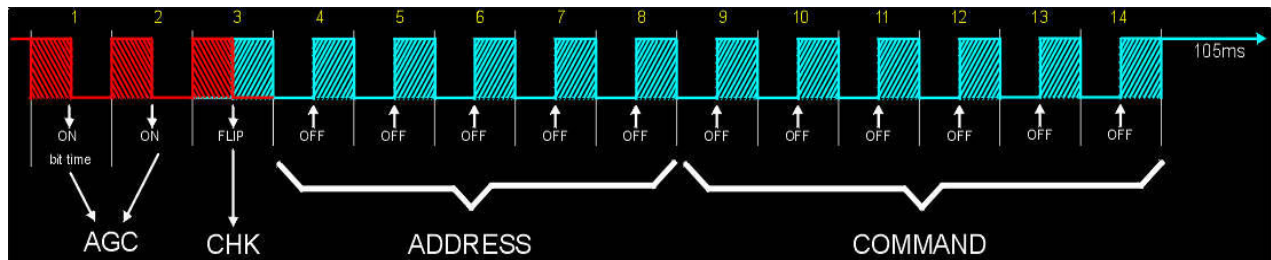 1 2 3 4 5 6 7 8 9 10 11 12 13 14
105ms
ON ON FLIP OFF OFF OFF OFF OFF OFF OFF OFF OFF OFF OFF
bit time
AGC CHK ADDRESS COMMAND